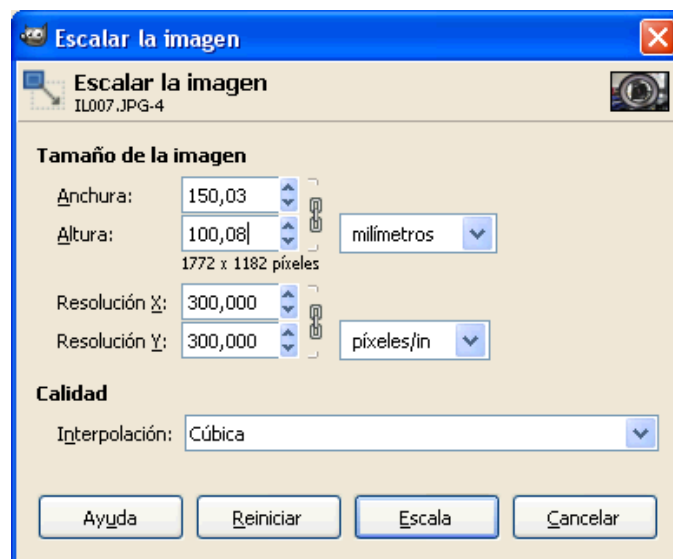 Escalar la imagen
Escalar la imagen
IL007.JPG-4
Tamaño de la imagen
Anchura: 150,03
Altura: 100,08 milímetros
1772 x 1182 píxeles
Resolución X: 300,000
Resolución Y: 300,000 píxeles/in
Calidad
Interpolación: Cúbica
Ayuda Reiniciar Escala Cancelar